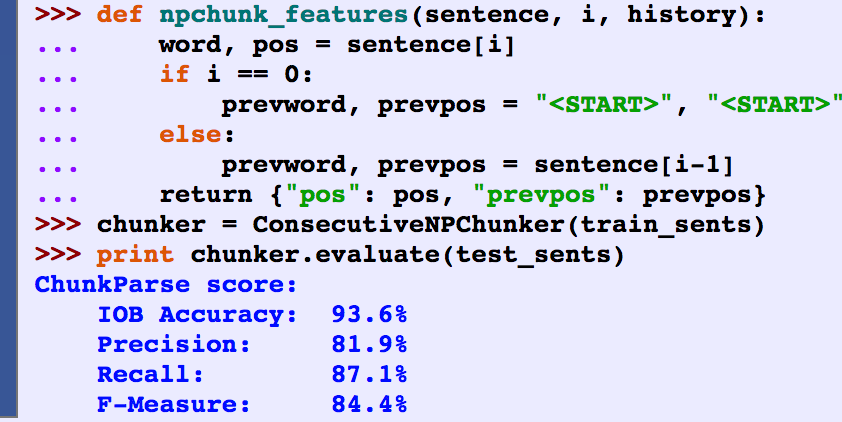 >>> def npchunk_features(sentence, i, history):
...     word, pos = sentence[i]
...     if i == 0:
...         prevword, prevpos = "<START>", "<START>"
...     else:
...         prevword, prevpos = sentence[i-1]
...     return {"pos": pos, "prevpos": prevpos}
>>> chunker = ConsecutiveNPChunker(train_sents)
>>> print chunker.evaluate(test_sents)
ChunkParse score:
    IOB Accuracy:  93.6%
    Precision:     81.9%
    Recall:        87.1%
    F-Measure:     84.4%